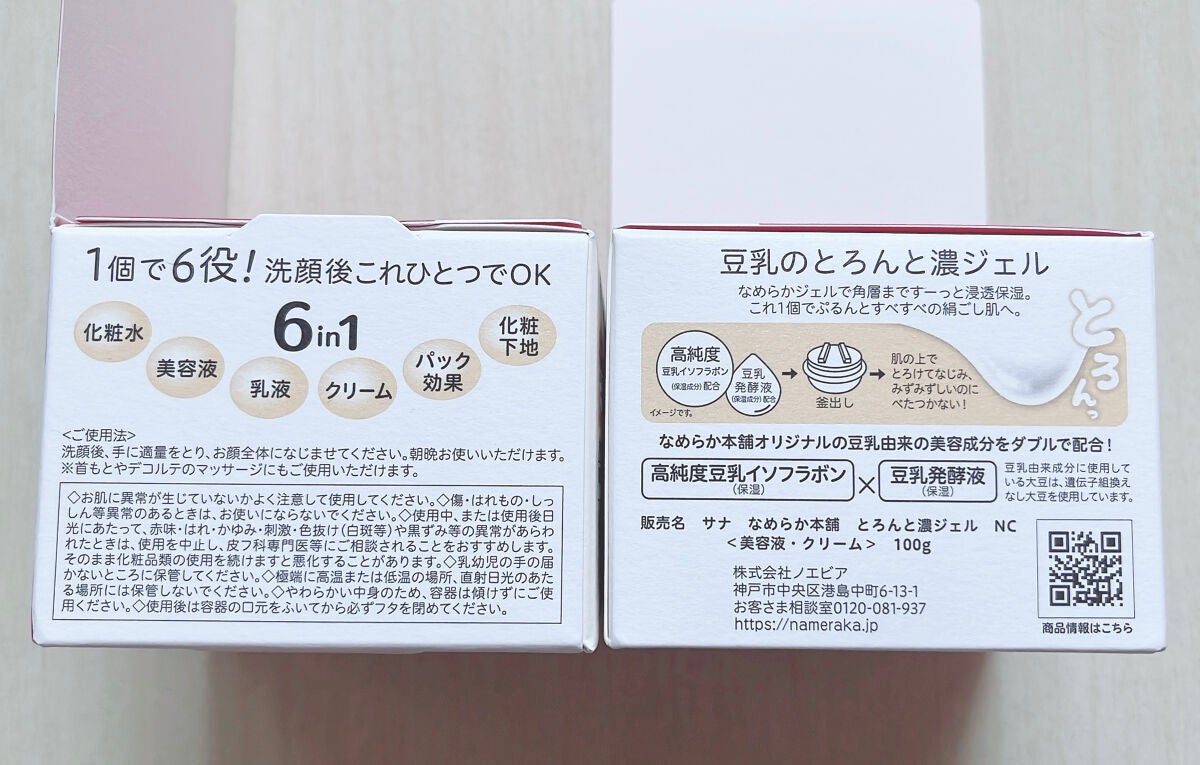 1個で6役!洗顔後これひとつでOK
6in1
化粧水
美容液
乳液
クリーム
パック
効果
化粧
下地
<ご使用法>
洗顔後、手に適量をとり、お顔全体になじませてください。朝晩お使いいただけます。
※首もとやデコルテのマッサージにもご使用いただけます。
◇お肌に異常が生じていないかよく注意して使用してください。◇傷・はれもの・しっ
しん等異常のあるときは、お使いにならないでください。◇使用中、または使用後日
光にあたって、赤味・はれ・かゆみ・刺激・色抜け(白斑等)や黒ずみ等の異常があらわ
れたときは、使用を中止し、皮フ科専門医等にご相談されることをおすすめします。
そのまま化粧品類の使用を続けますと悪化することがあります。◇乳幼児の手の届
かないところに保管してください。◇極端に高温または低温の場所、直射日光のあた
る場所には保管しないでください。◇やわらかい中身のため、容器は傾けずにご使
用ください。◇使用後は容器の口元をふいてから必ずフタを閉めてください。
豆乳のとろんと濃ジェル
なめらかジェルで角層まですーっと浸透保湿。
これ1個でぷるんとすべすべの絹ごし肌へ。
高純度
豆乳イソフラボン
(保湿成分)配合
豆乳
発酵液
(保湿成分)配合
イメージです。
釜出し
肌の上で
とろけてなじみ、
みずみずしいのに
べたつかない!
とろんっ
なめらか本舗オリジナルの豆乳由来の美容成分をダブルで配合!
高純度豆乳イソフラボン
(保湿)
×
豆乳発酵液
(保湿)
豆乳由来成分に使用して
いる大豆は、遺伝子組換え
なし大豆を使用しています。
販売名 サナ なめらか本舗 とろんと濃ジェル NC
<美容液・クリーム> 100g
株式会社ノエビア
神戸市中央区港島中町6-13-1
お客さま相談室0120-081-937
https://nameraka.jp
商品情報はこちら